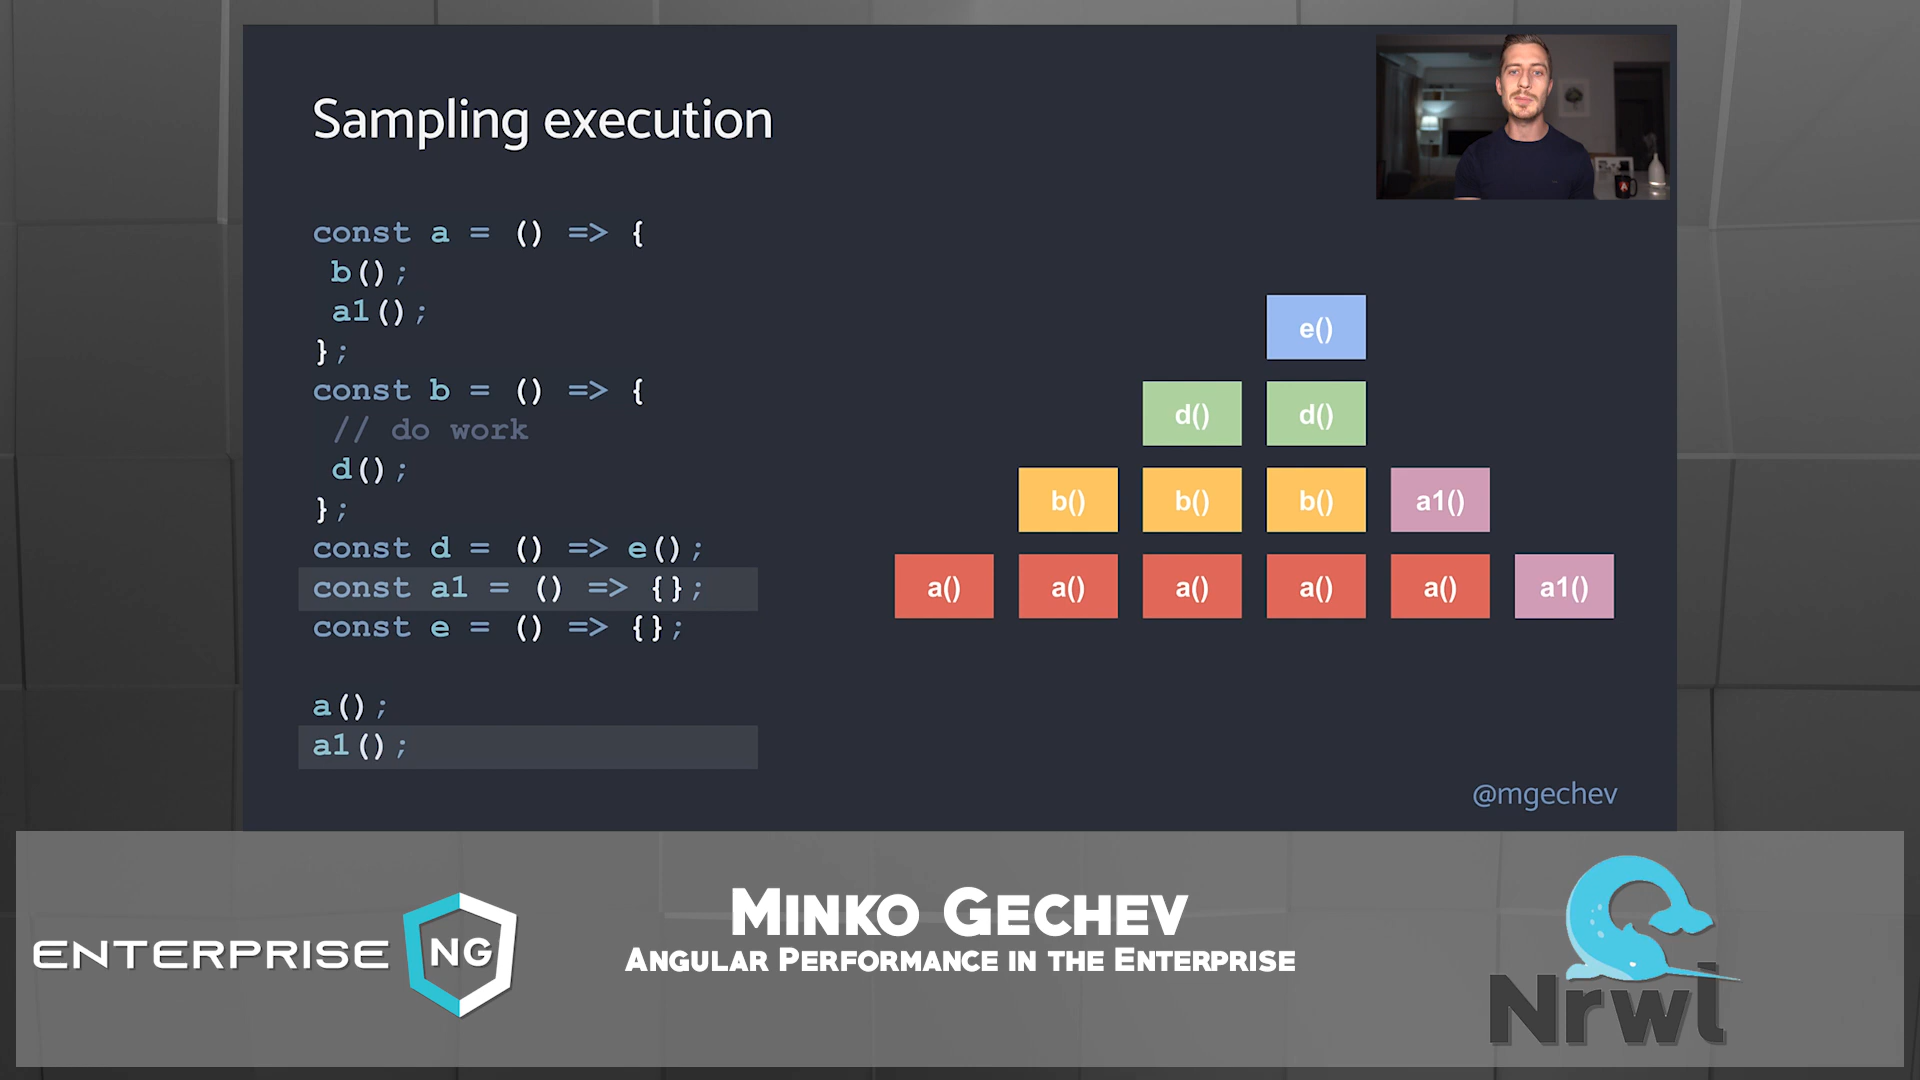 Sampling execution
const a = () => {
b();
a1();
};
const b = () => {
// do work
d();
};
const d = () => e();
const a1 = () => {};
const e = () => {};
a();
a1();
e()
d() d()
b() b() b() a1()
a() a() a() a() a() a1()
@mgechev
ENTERPRISE NG
MINKO GECHEV
ANGULAR PERFORMANCE IN THE ENTERPRISE
Nrwl